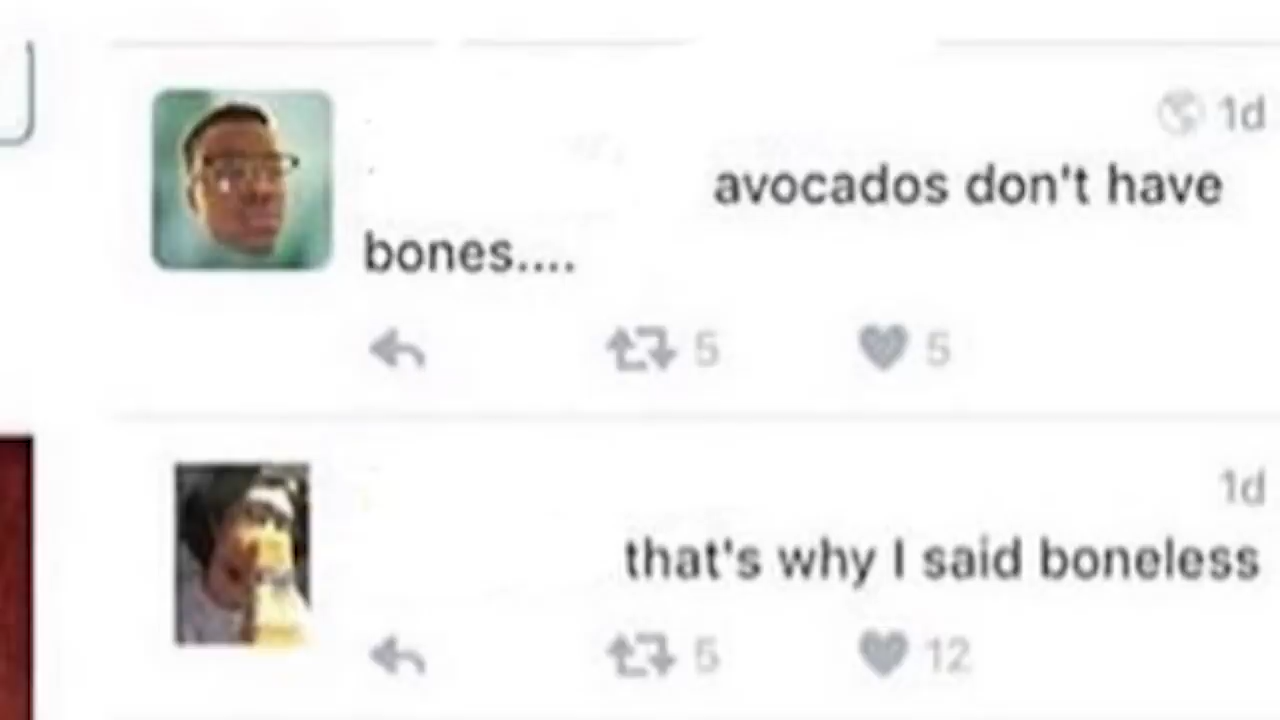 1d
avocados don't have
bones....
5 5
1d
that's why I said boneless
5 12